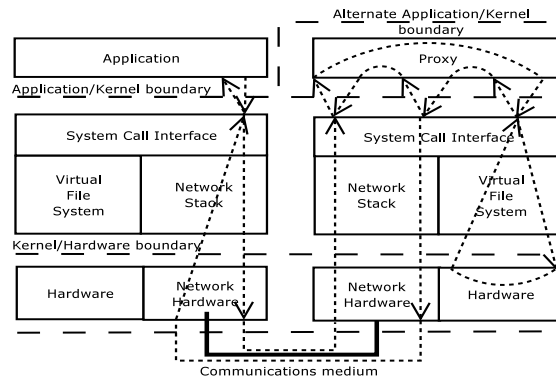 Alternate Application/Kernel
boundary
Application
Proxy
Application/Kernel boundary
System Call Interface
System Call Interface
Virtual
File
System
Network
Stack
Network
Stack
Virtual
File
System
Kernel/Hardware boundary
Hardware
Network
Hardware
Network
Hardware
Hardware
Communications medium